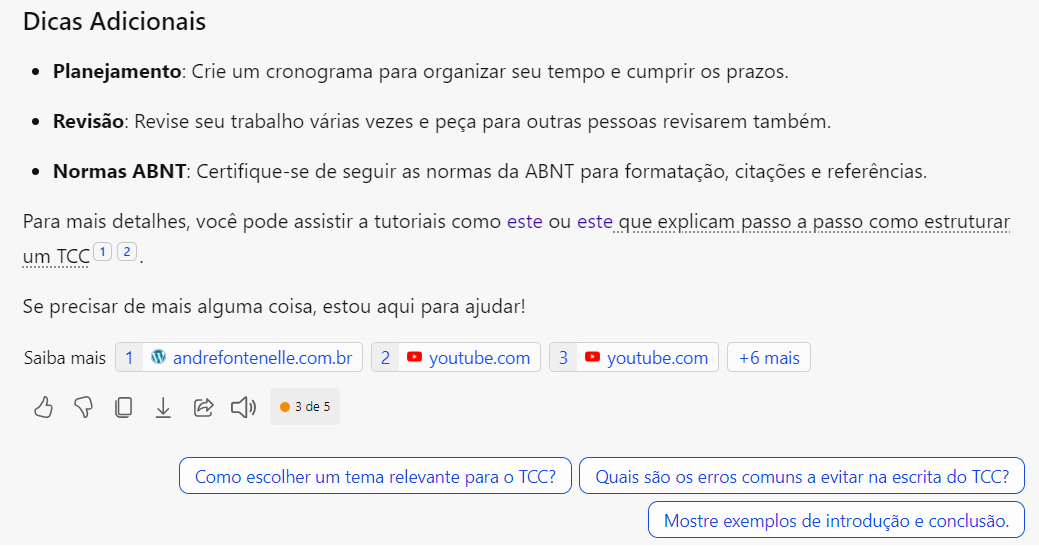 Dicas Adicionais
Planejamento: Crie um cronograma para organizar seu tempo e cumprir os prazos.
Revisão: Revise seu trabalho várias vezes e peça para outras pessoas revisarem também.
Normas ABNT: Certifique-se de seguir as normas da ABNT para formatação, citações e referências.
Para mais detalhes, você pode assistir a tutoriais como este ou este que explicam passo a passo como estruturar
um TCC 1 2 .
Se precisar de mais alguma coisa, estou aqui para ajudar!
Saiba mais 1 andrefontenelle.com.br 2 youtube.com 3 youtube.com +6 mais
3 de 5
Como escolher um tema relevante para o TCC? Quais são os erros comuns a evitar na escrita do TCC?
Mostre exemplos de introdução e conclusão.